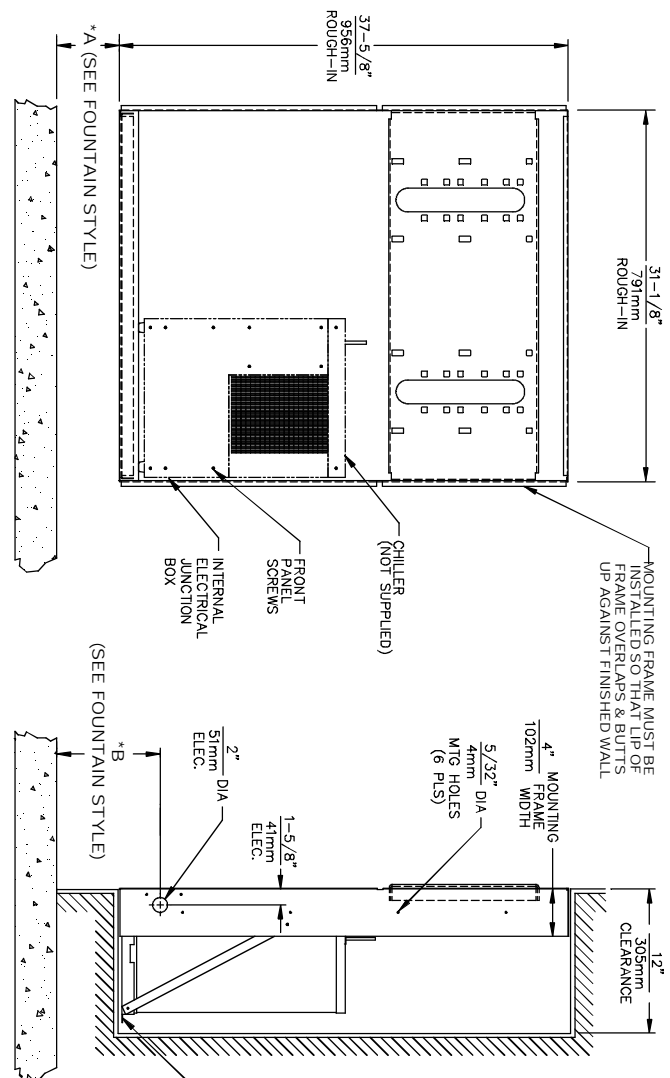 31-1/8"
791mm
ROUGH-IN
37-5/8"
956mm
ROUGH-IN
*A (SEE FOUNTAIN STYLE)
MOUNTING FRAME MUST BE
INSTALLED SO THAT LIP OF
FRAME OVERLAPS & BUTTS
UP AGAINST FINISHED WALL
CHILLER
(NOT SUPPLIED)
FRONT
PANEL
SCREWS
INTERNAL
ELECTRICAL
JUNCTION
BOX
12"
305mm
CLEARANCE
4" MOUNTING
102mm FRAME
WIDTH
5/32" DIA
4mm
MTG HOLES
(6 PLS)
1-5/8"
41mm
ELEC.
2" DIA
51mm
ELEC.
*B
(SEE FOUNTAIN STYLE)